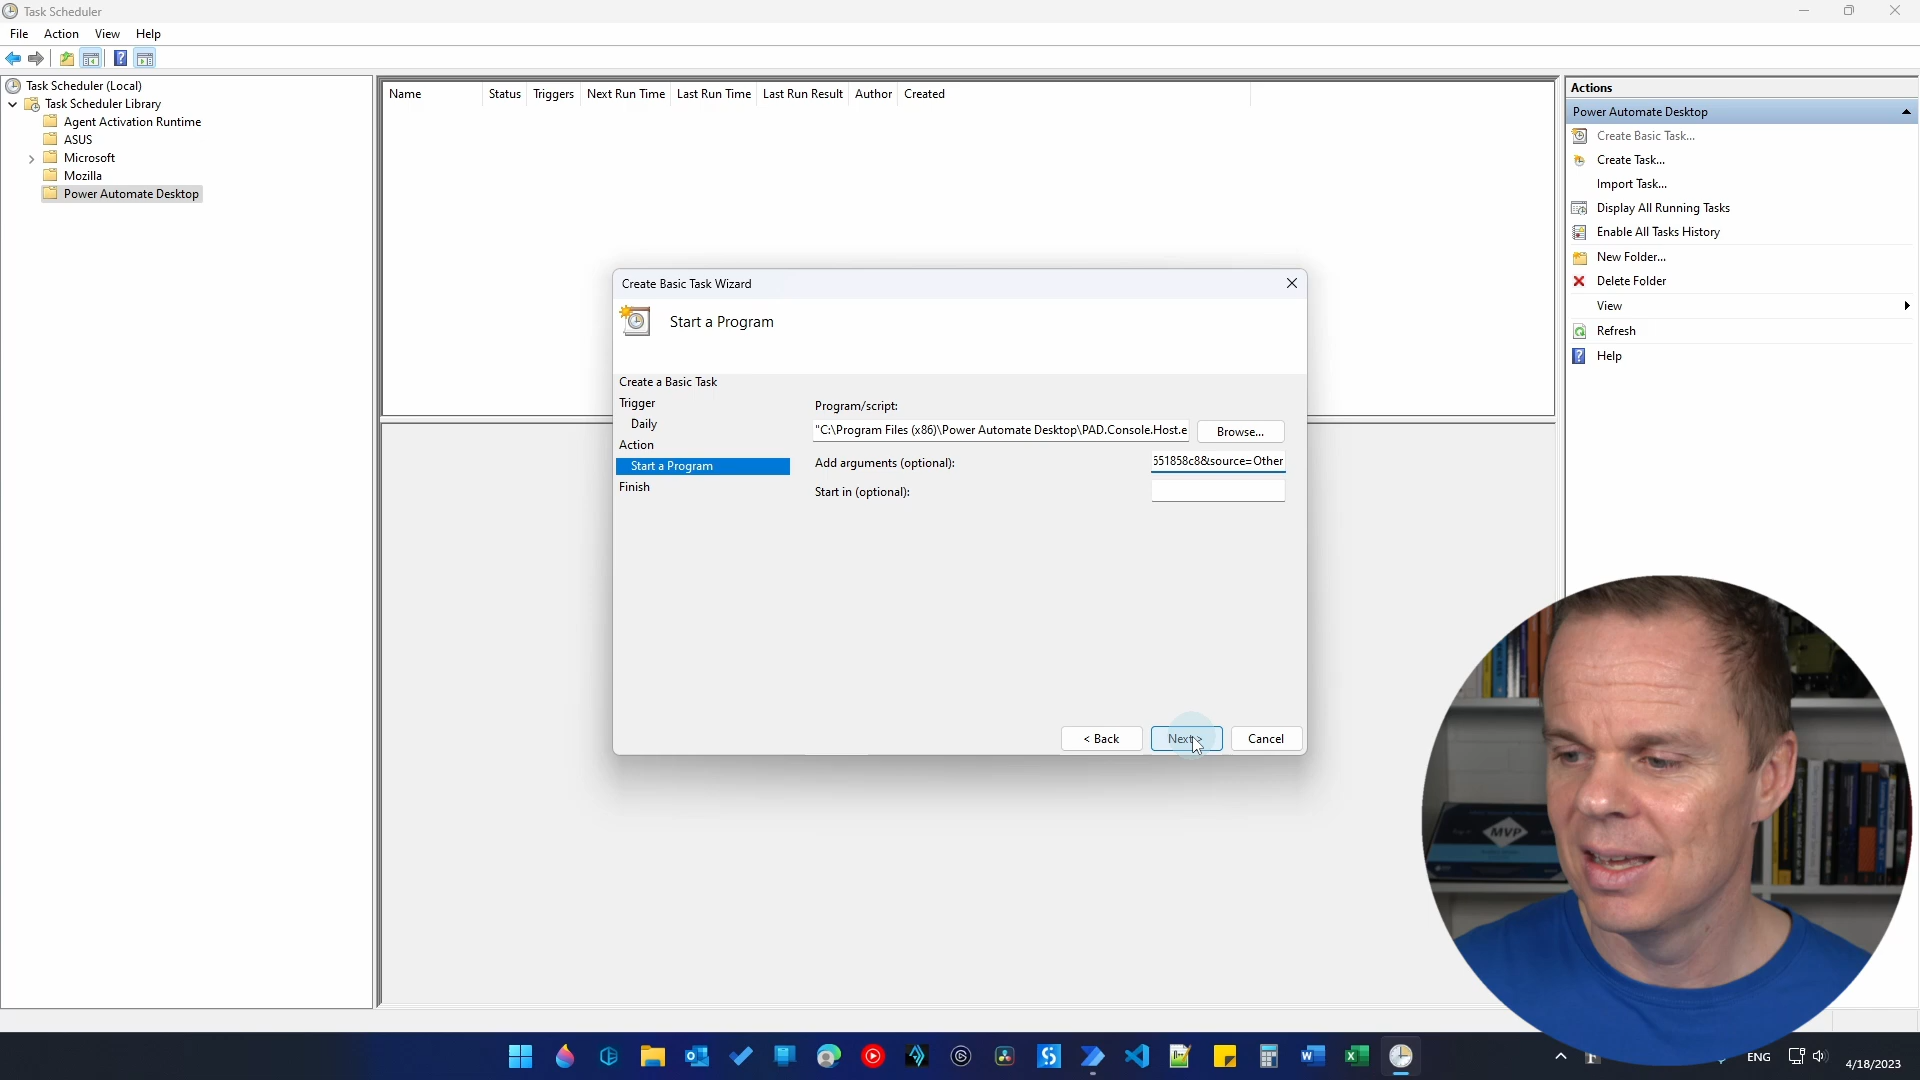 Task Scheduler
File Action View Help
Task Scheduler (Local)
Task Scheduler Library
Agent Activation Runtime
ASUS
Microsoft
Mozilla
Power Automate Desktop
Name Status Triggers Next Run Time Last Run Time Last Run Result Author Created
Actions
Power Automate Desktop
Create Basic Task...
Create Task...
Import Task...
Display All Running Tasks
Enable All Tasks History
New Folder...
Delete Folder
View
Refresh
Help
Create Basic Task Wizard
Start a Program
Create a Basic Task
Trigger
Daily
Action
Start a Program
Finish
Program/script:
"C:\Program Files (x86)\Power Automate Desktop\PAD.Console.Host.e
Browse...
Add arguments (optional):
551858c8&source=Other
Start in (optional):
< Back
Next >
Cancel
MVP
ENG
4/18/2023